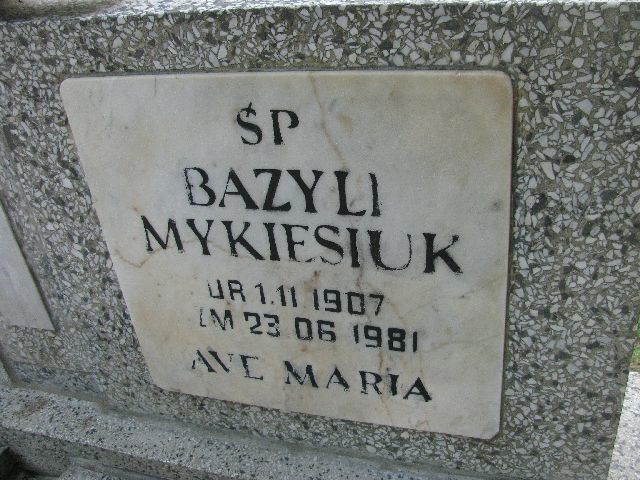 ŚP
BAZYLI
MYKIESIUK
UR 1.11 1907
ZM 23.06 1981
AVE MARIA